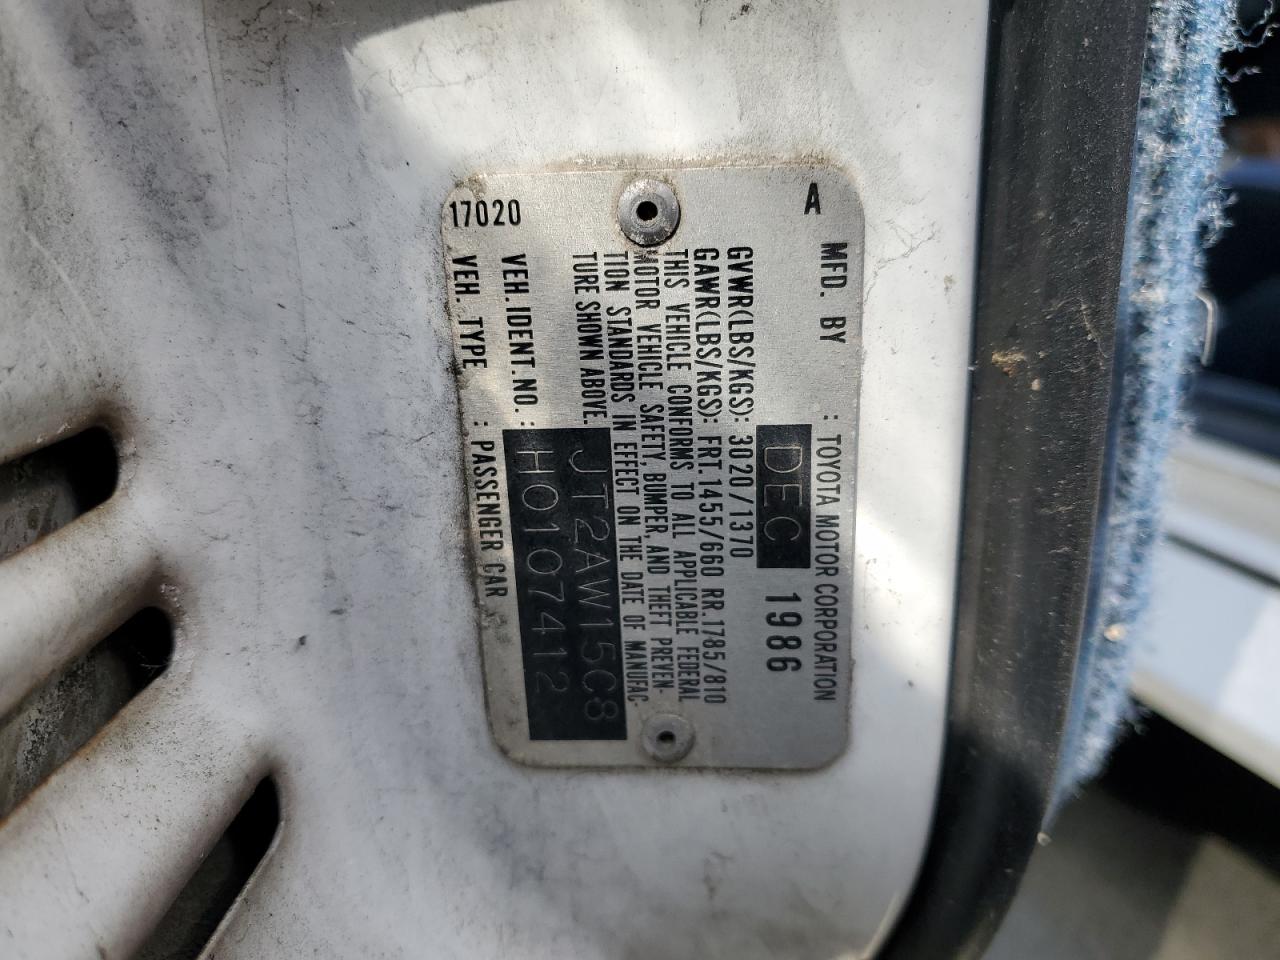 A
MFD. BY : TOYOTA MOTOR CORPORATION
DEC 1986
GVWR(LBS/KGS): 3020/1370
GAWR(LBS/KGS): FRT. 1455/660 RR. 1785/810
THIS VEHICLE CONFORMS TO ALL APPLICABLE FEDERAL
MOTOR VEHICLE SAFETY, BUMPER, AND THEFT PREVEN-
TION STANDARDS IN EFFECT ON THE DATE OF MANUFAC-
TURE SHOWN ABOVE.
JT2AW15C8
VEH. IDENT. NO. : H0107412
VEH. TYPE : PASSENGER CAR
17020